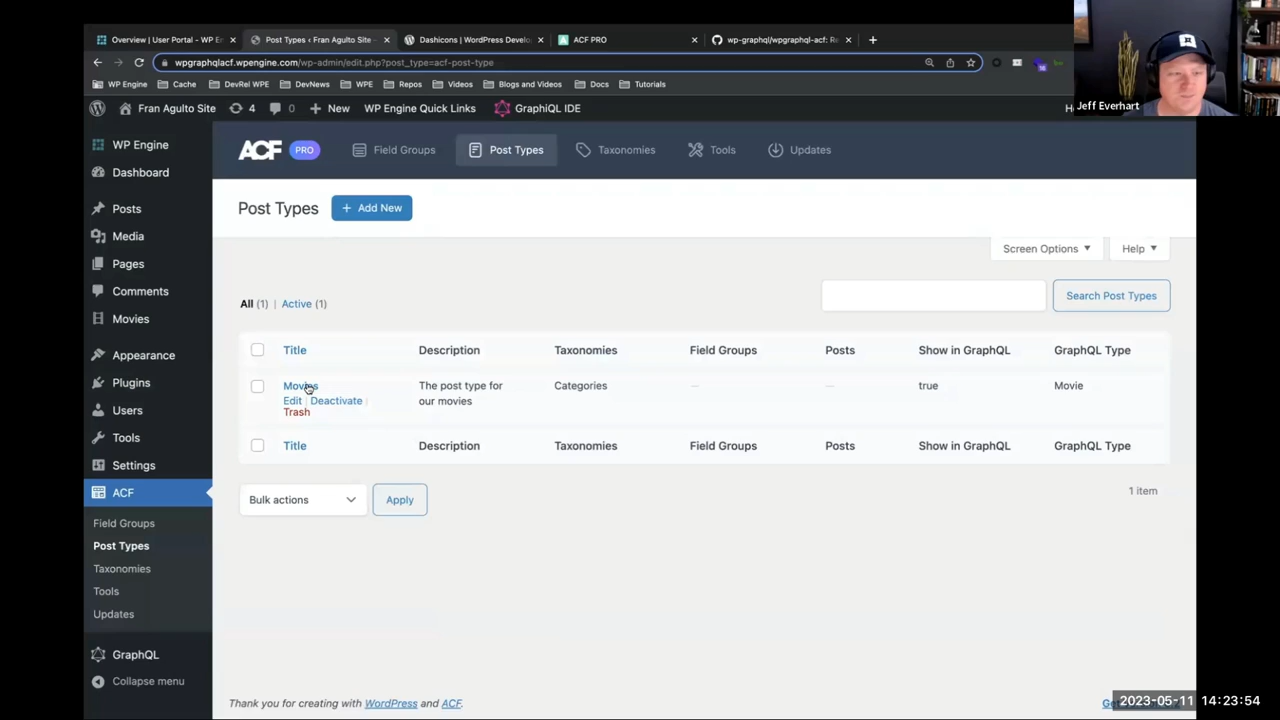 Overview | User Portal – WP En
Post Types ‹ Fran Agulto Site –
Dashicons | WordPress Develo
ACF PRO
wp-graphql/wpgraphql-acf: Re
wpgraphqlacf.wpengine.com/wp-admin/edit.php?post_type=acf-post-type
WP Engine
Cache
DevRel WPE
DevNews
WPE
Repos
Videos
Blogs and Videos
Docs
Tutorials
Jeff Everhart
Fran Agulto Site
4
0
+ New
WP Engine Quick Links
GraphiQL IDE
WP Engine
Dashboard
Posts
Media
Pages
Comments
Movies
Appearance
Plugins
Users
Tools
Settings
ACF
Field Groups
Post Types
Taxonomies
Tools
Updates
GraphQL
Collapse menu
ACF PRO
Field Groups
Post Types
Taxonomies
Tools
Updates
Post Types
+ Add New
Screen Options
Help
All (1) | Active (1)
Search Post Types
Title Description Taxonomies Field Groups Posts Show in GraphQL GraphQL Type
Movies The post type for Categories — — true Movie
Edit | Deactivate | our movies
Trash
Title Description Taxonomies Field Groups Posts Show in GraphQL GraphQL Type
Bulk actions
Apply
1 item
Thank you for creating with WordPress and ACF.
2023-05-11 14:23:54